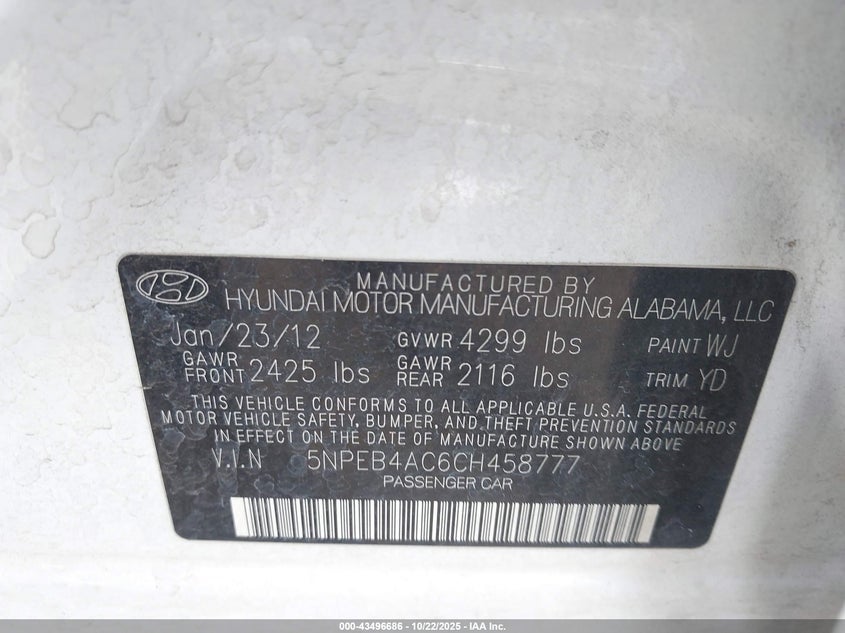 MANUFACTURED BY
HYUNDAI MOTOR MANUFACTURING ALABAMA, LLC
Jan/23/12 GVWR 4299 lbs PAINT WJ
GAWR FRONT 2425 lbs GAWR REAR 2116 lbs TRIM YD
THIS VEHICLE CONFORMS TO ALL APPLICABLE U.S.A. FEDERAL
MOTOR VEHICLE SAFETY, BUMPER, AND THEFT PREVENTION STANDARDS
IN EFFECT ON THE DATE OF MANUFACTURE SHOWN ABOVE
V.I.N 5NPEB4AC6CH458777
PASSENGER CAR
000-43496686 - 10/22/2025 - IAA Inc.